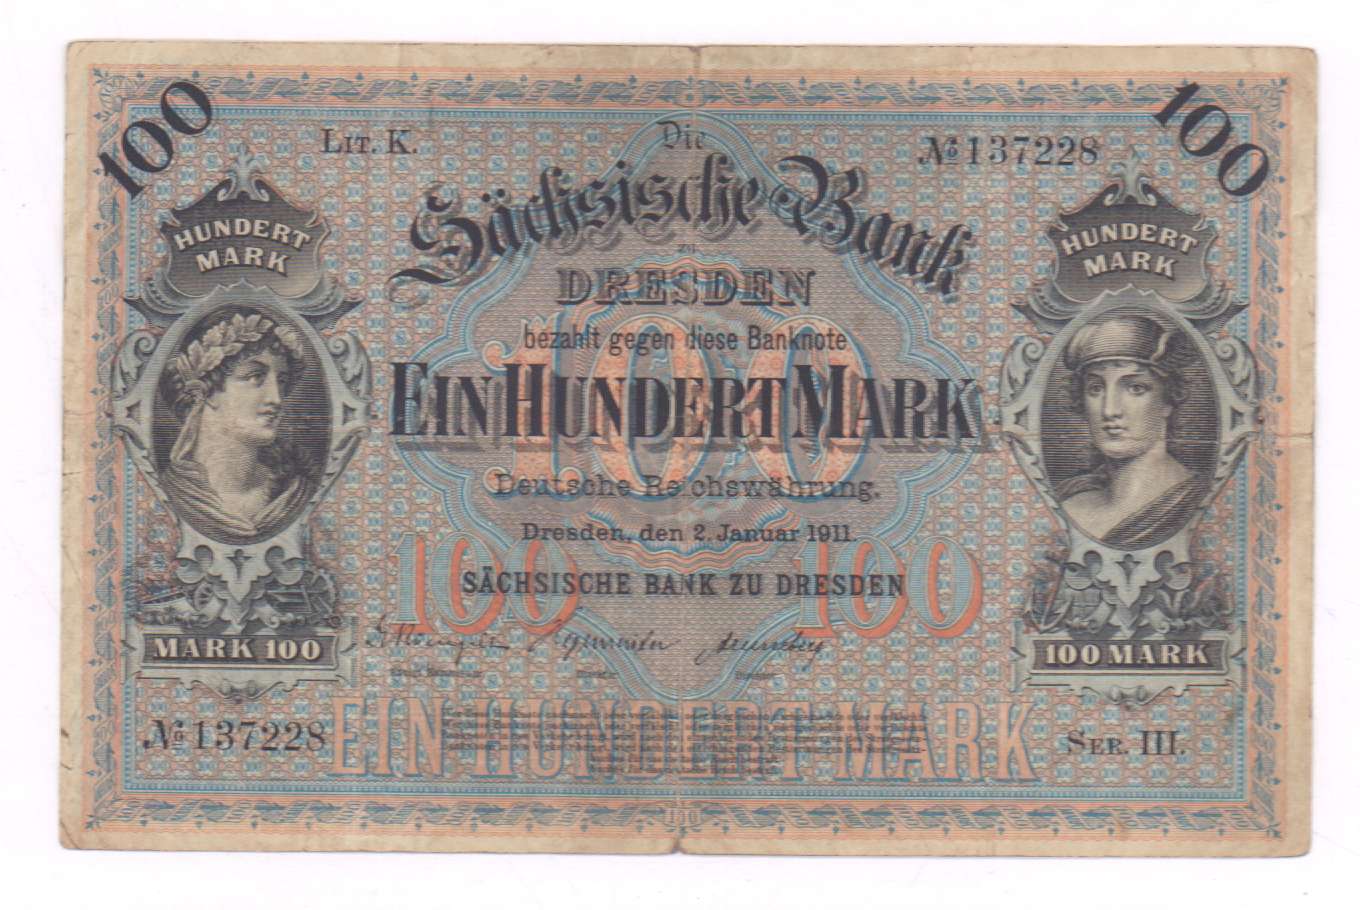 100
100
LIT. K.
Die
№ 137228
Sächsische Bank
HUNDERT
MARK
zu
HUNDERT
MARK
DRESDEN
bezahlt gegen diese Banknote
100
EIN HUNDERT MARK
Deutsche Reichswährung.
Dresden, den 2. Januar 1911.
100
100
SÄCHSISCHE BANK ZU DRESDEN
MARK 100
100 MARK
№ 137228
EIN HUNDERT MARK
SER. III.
100